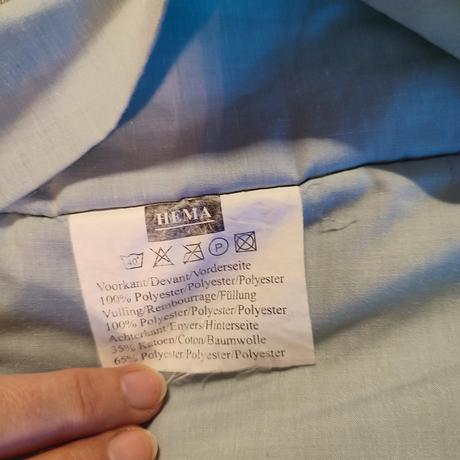 HEMA
40° P
Voorkant/Devant/Vorderseite
100% Polyester/Polyester/Polyester
Vulling/Rembourrage/Füllung
100% Polyester/Polyester/Polyester
Achterkant/Envers/Hinterseite
35% Katoen/Coton/Baumwolle
65% Polyester/Polyester/Polyester